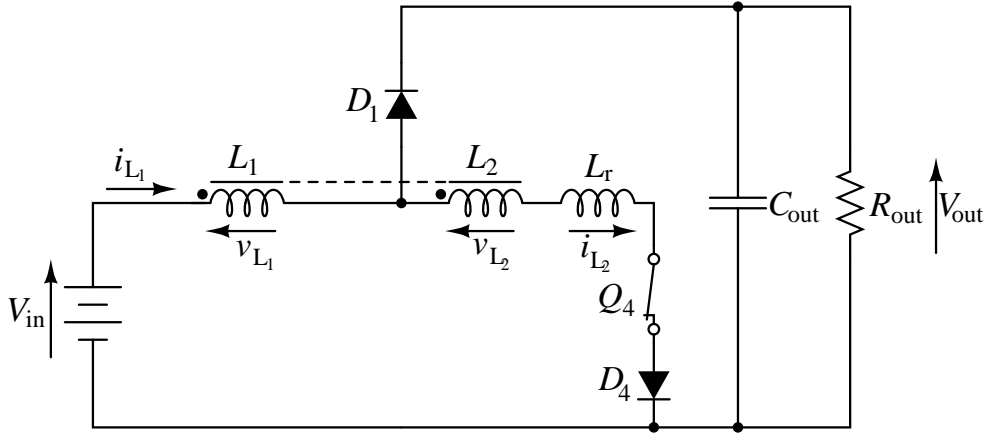 D1
iL1
L1
L2
Lr
vL1
vL2
iL2
Cout
Rout
Vout
Vin
Q4
D4